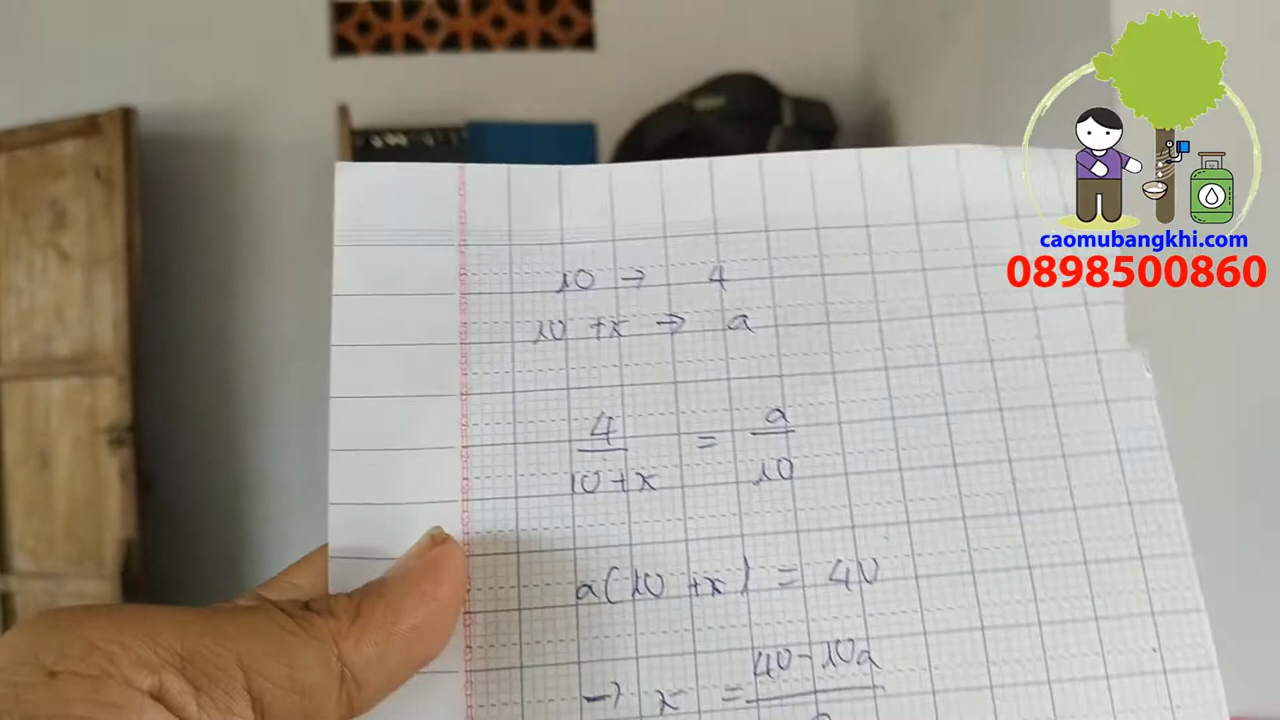 caomubangkhi.com
0898500860
10 → 4
10 + x → a
4/(10+x) = a/10
a(10 + x) = 40
→ x = (40-10a)/